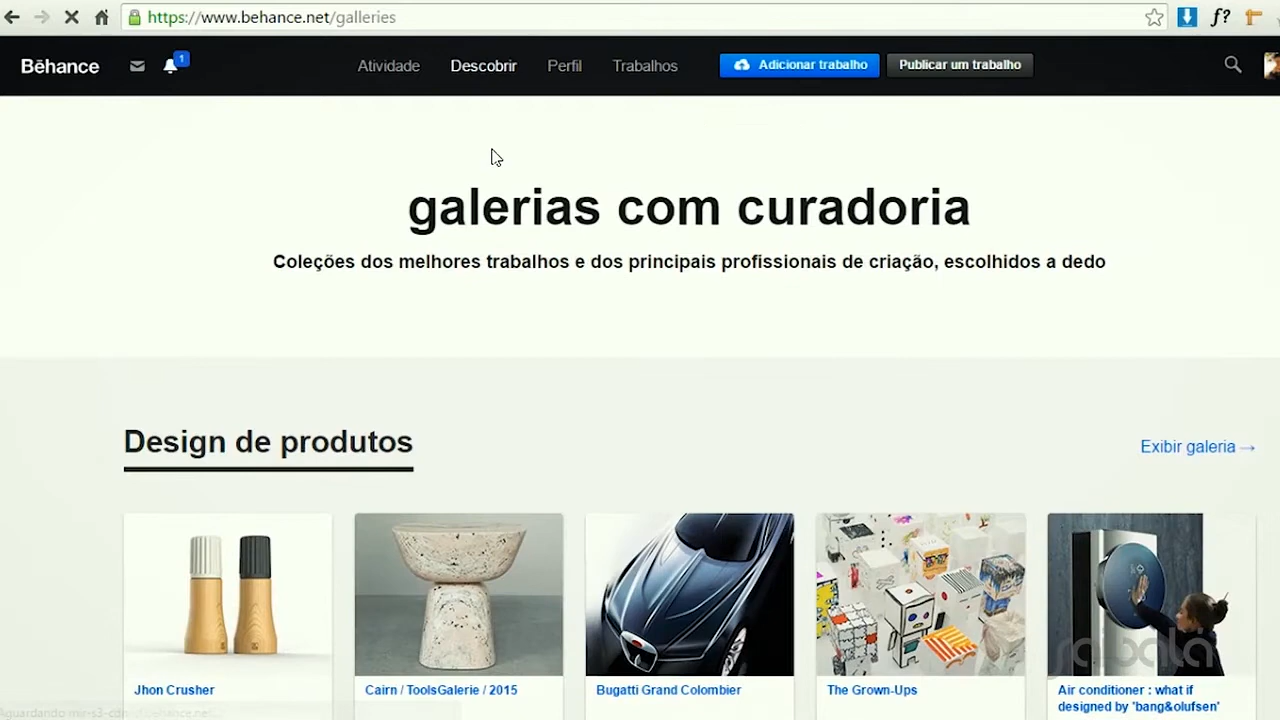 https://www.behance.net/galleries
f?
Bēhance
1
Atividade
Descobrir
Perfil
Trabalhos
Adicionar trabalho
Publicar um trabalho
galerias com curadoria
Coleções dos melhores trabalhos e dos principais profissionais de criação, escolhidos a dedo
Design de produtos
Exibir galeria →
Jhon Crusher
Cairn / ToolsGalerie / 2015
Bugatti Grand Colombier
The Grown-Ups
Air conditioner : what if
designed by 'bang&olufsen'
saibalá